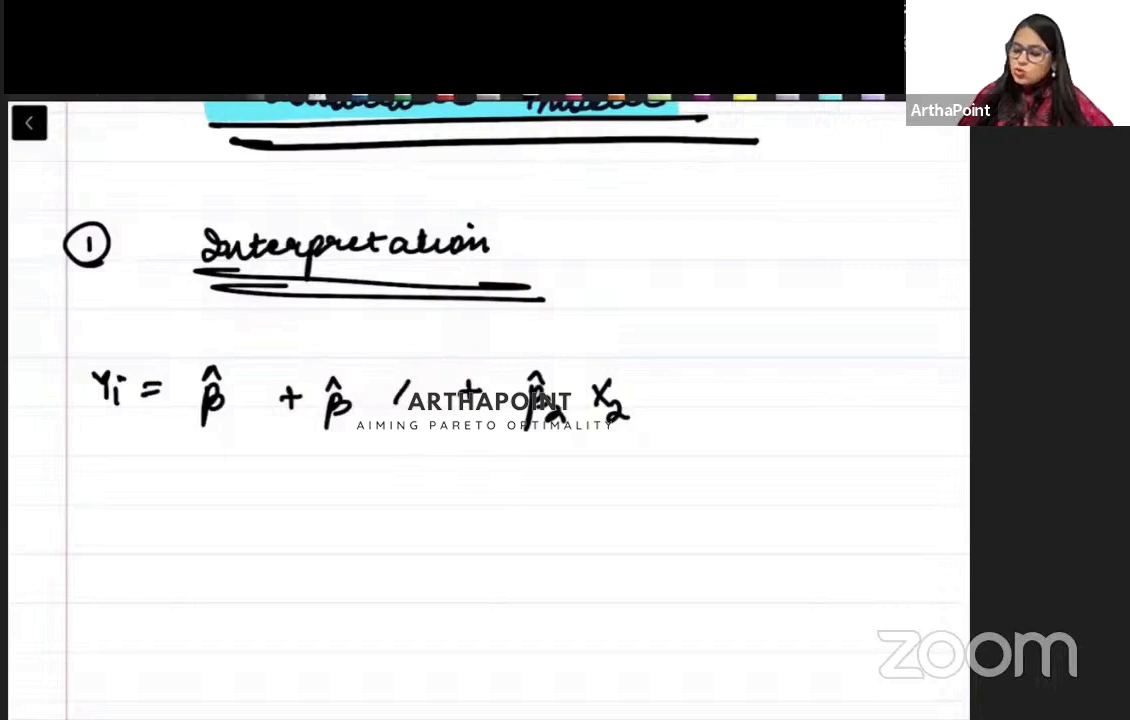 ArthaPoint
① Interpretation
Yi = β̂ + β̂ / + β̂2 X2
ARTHAPOINT
AIMING PARETO OPTIMALITY
zoom